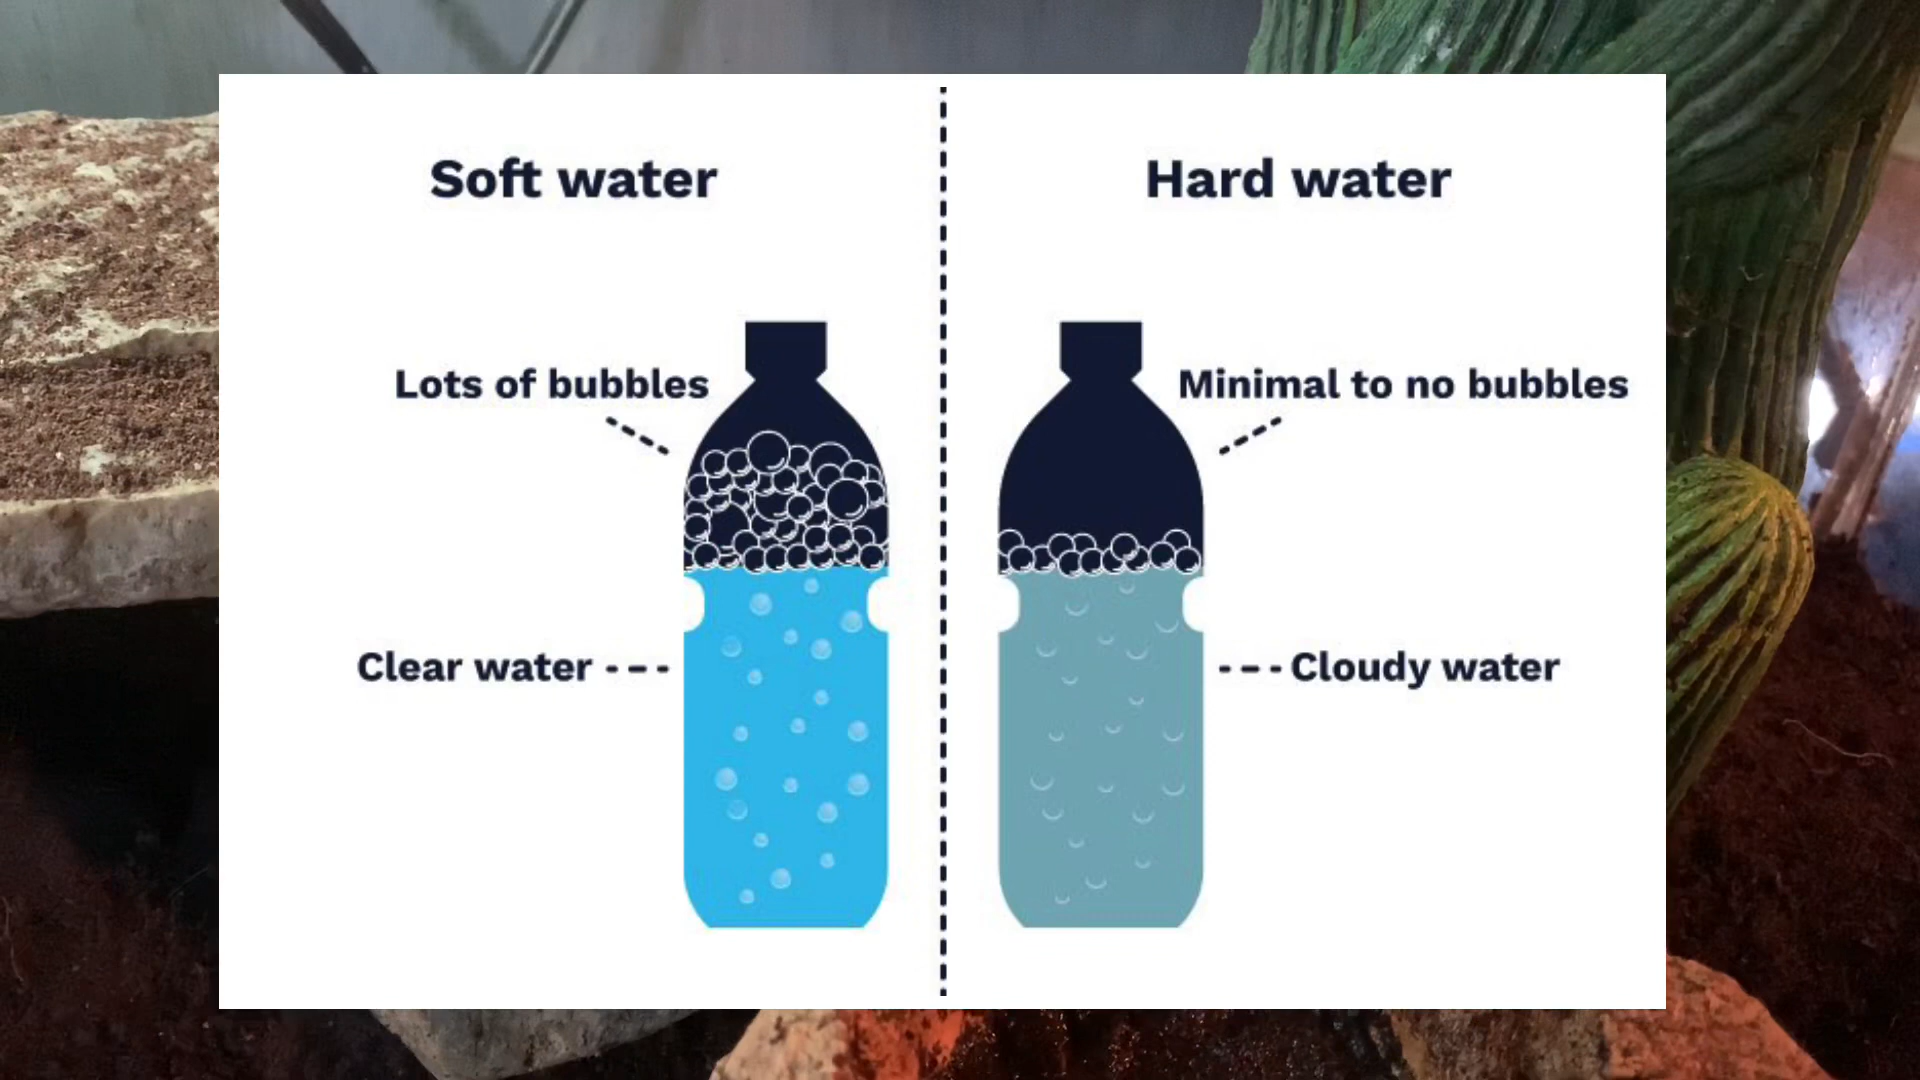 Soft water
Lots of bubbles
Clear water
Hard water
Minimal to no bubbles
Cloudy water